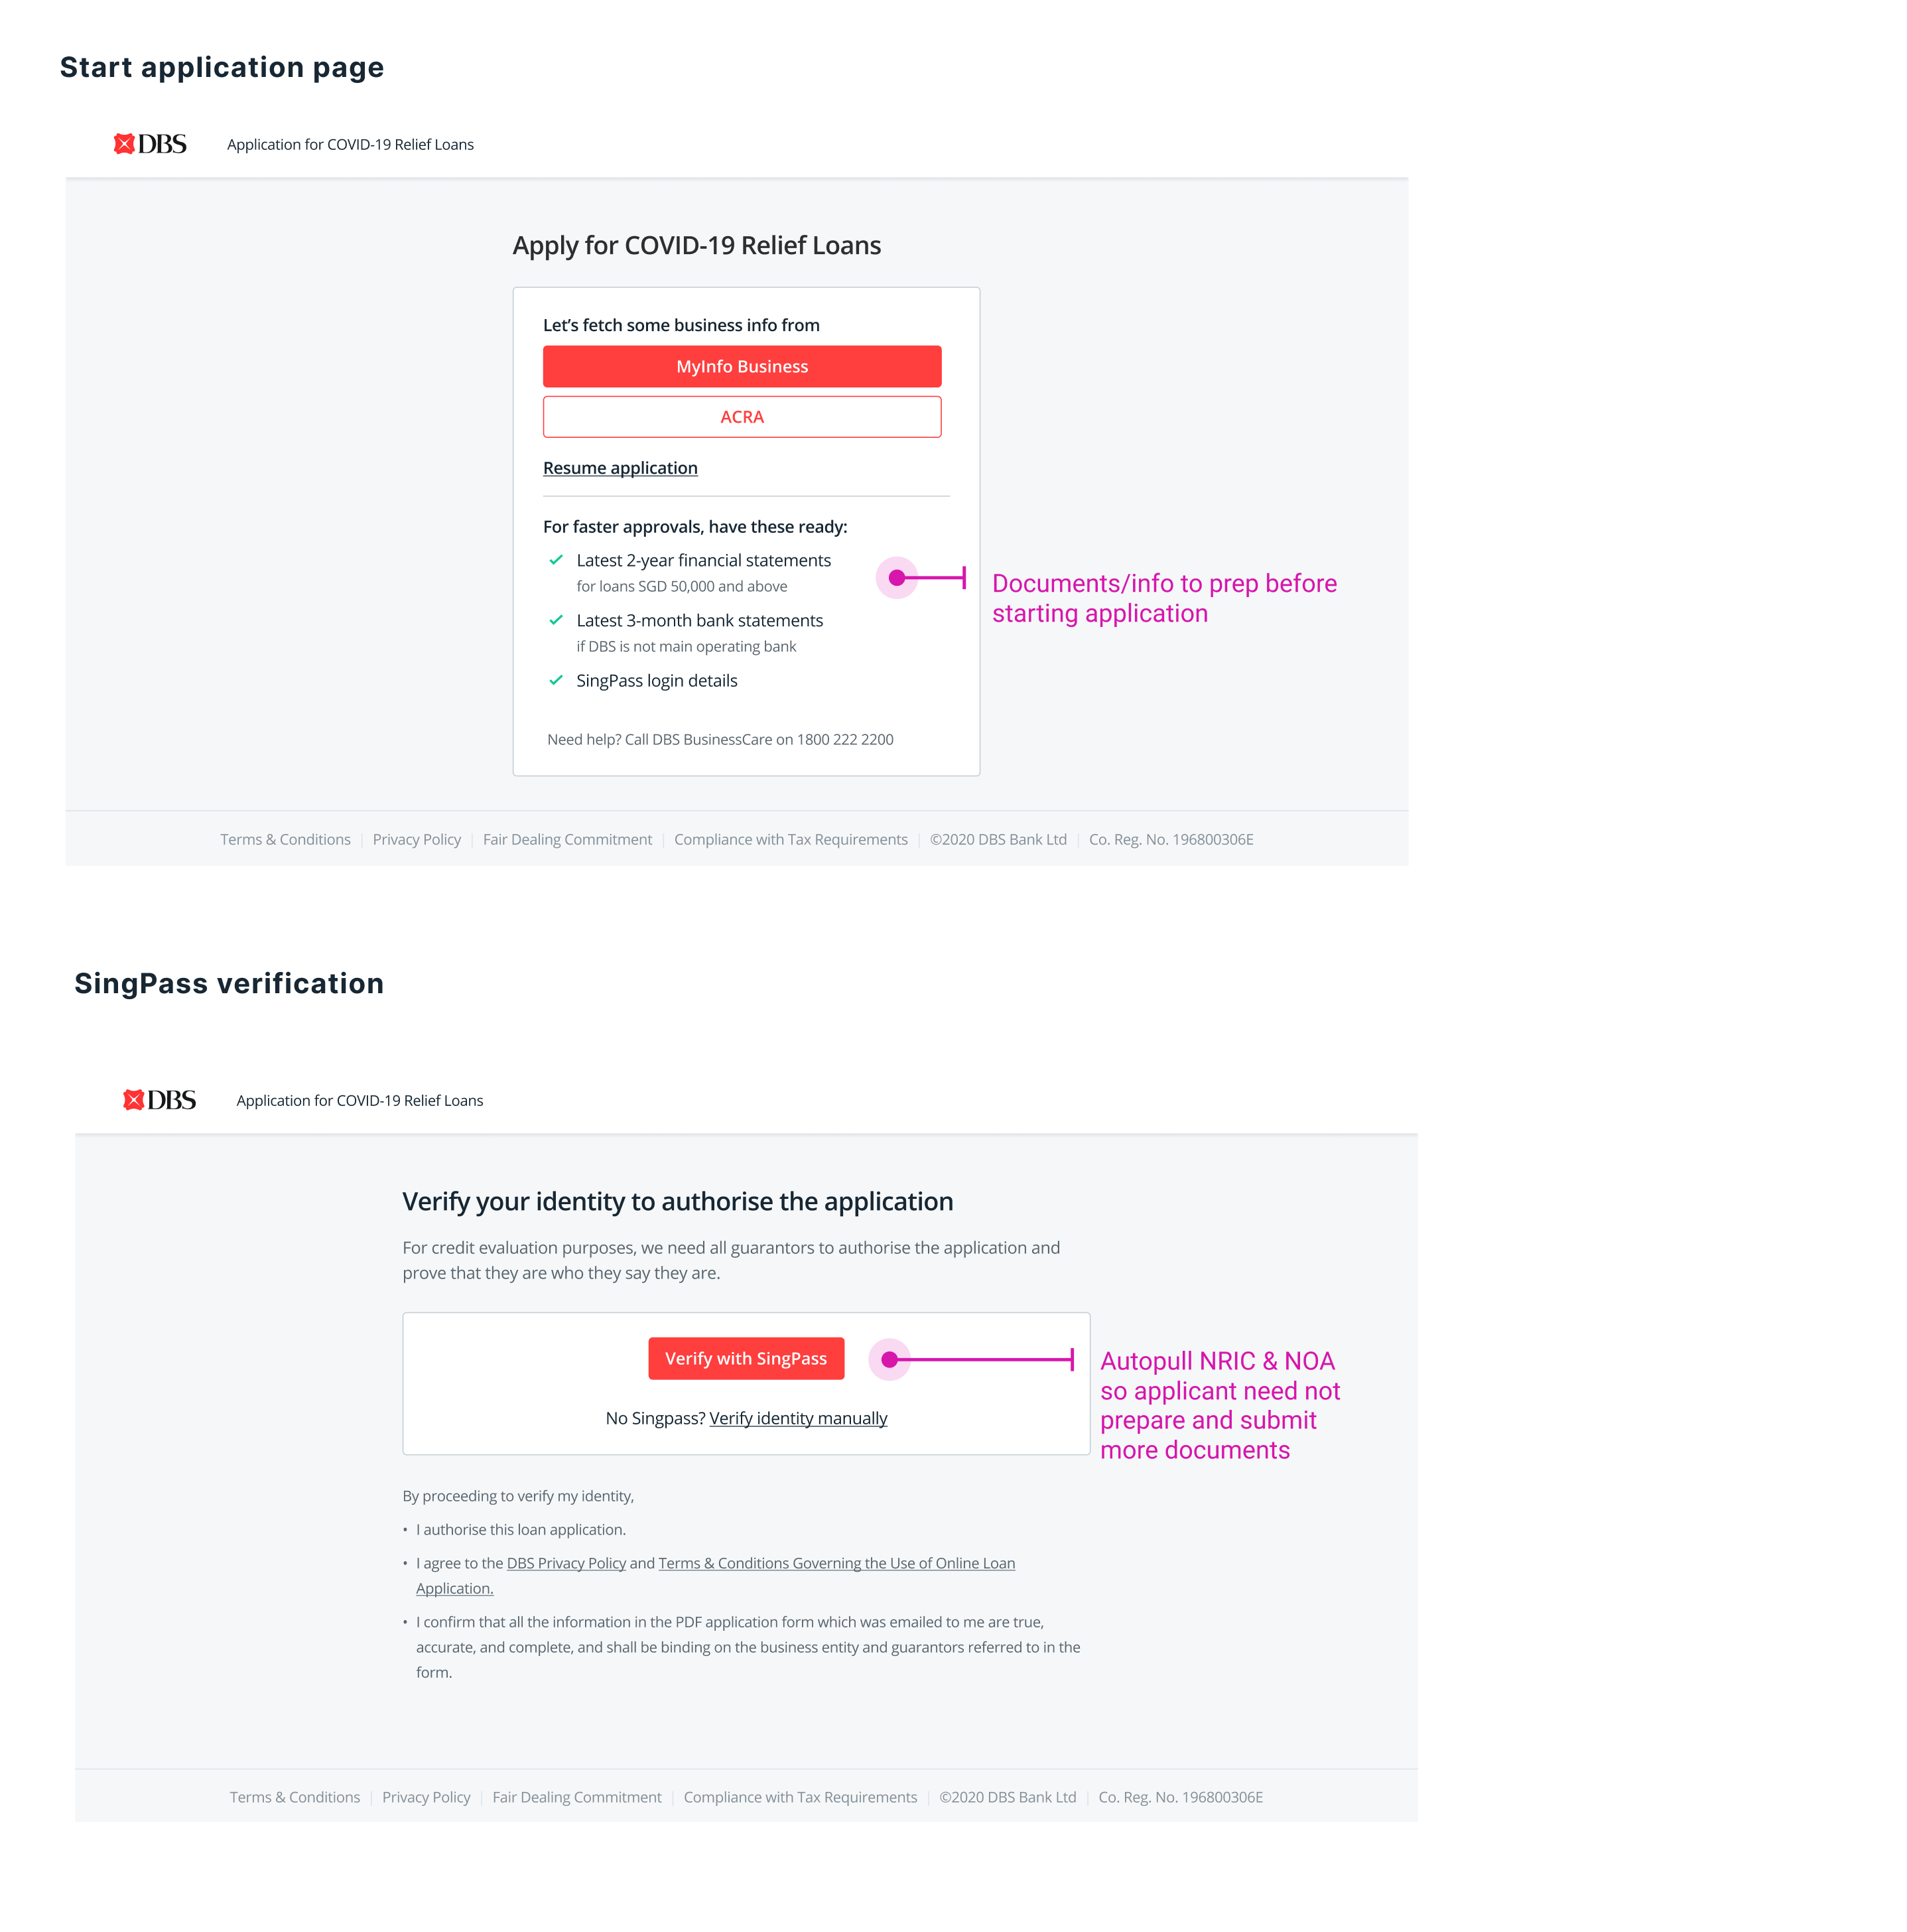 Start application page
DBS
Application for COVID-19 Relief Loans
Apply for COVID-19 Relief Loans
Let’s fetch some business info from
MyInfo Business
ACRA
Resume application
For faster approvals, have these ready:
Latest 2-year financial statements
for loans SGD 50,000 and above
Latest 3-month bank statements
if DBS is not main operating bank
SingPass login details
Need help? Call DBS BusinessCare on 1800 222 2200
Documents/info to prep before
starting application
Terms & Conditions | Privacy Policy | Fair Dealing Commitment | Compliance with Tax Requirements | ©2020 DBS Bank Ltd | Co. Reg. No. 196800306E
SingPass verification
DBS
Application for COVID-19 Relief Loans
Verify your identity to authorise the application
For credit evaluation purposes, we need all guarantors to authorise the application and
prove that they are who they say they are.
Verify with SingPass
No Singpass? Verify identity manually
Autopull NRIC & NOA
so applicant need not
prepare and submit
more documents
By proceeding to verify my identity,
• I authorise this loan application.
• I agree to the DBS Privacy Policy and Terms & Conditions Governing the Use of Online Loan
Application.
• I confirm that all the information in the PDF application form which was emailed to me are true,
accurate, and complete, and shall be binding on the business entity and guarantors referred to in the
form.
Terms & Conditions | Privacy Policy | Fair Dealing Commitment | Compliance with Tax Requirements | ©2020 DBS Bank Ltd | Co. Reg. No. 196800306E